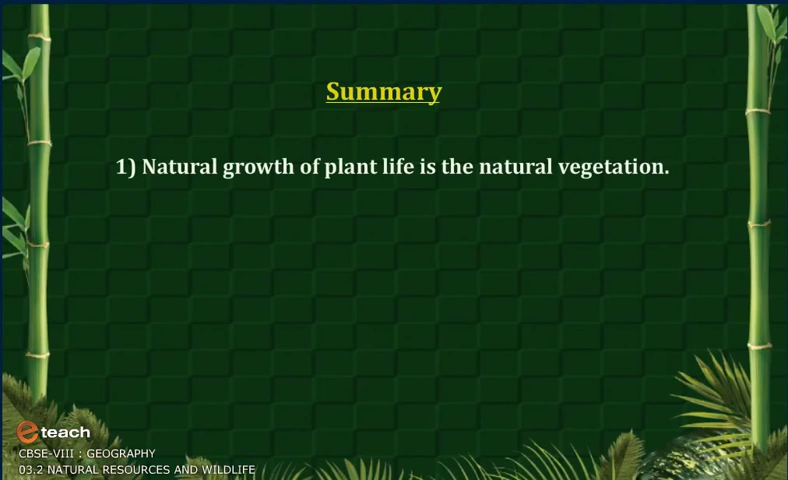 Summary
1) Natural growth of plant life is the natural vegetation.
eteach
CBSE-VIII : GEOGRAPHY
03.2 NATURAL RESOURCES AND WILDLIFE